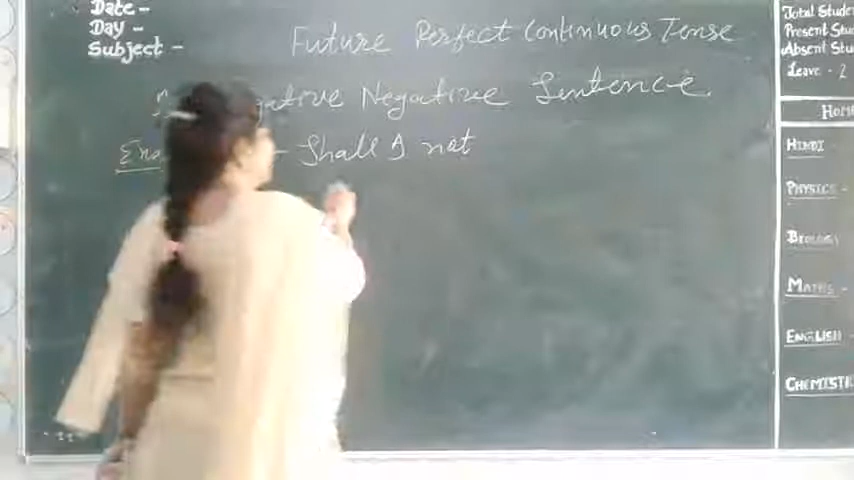 Date -
Day -
Subject -
Future Perfect Continuous Tense
Negative Sentence
Shall I not
Total Stude
Present Stu
Absent Stu
Leave - 2
HOM
HINDI
PHYSICS -
BIOLOGY
MATHS -
ENGLISH -
CHEMISTR